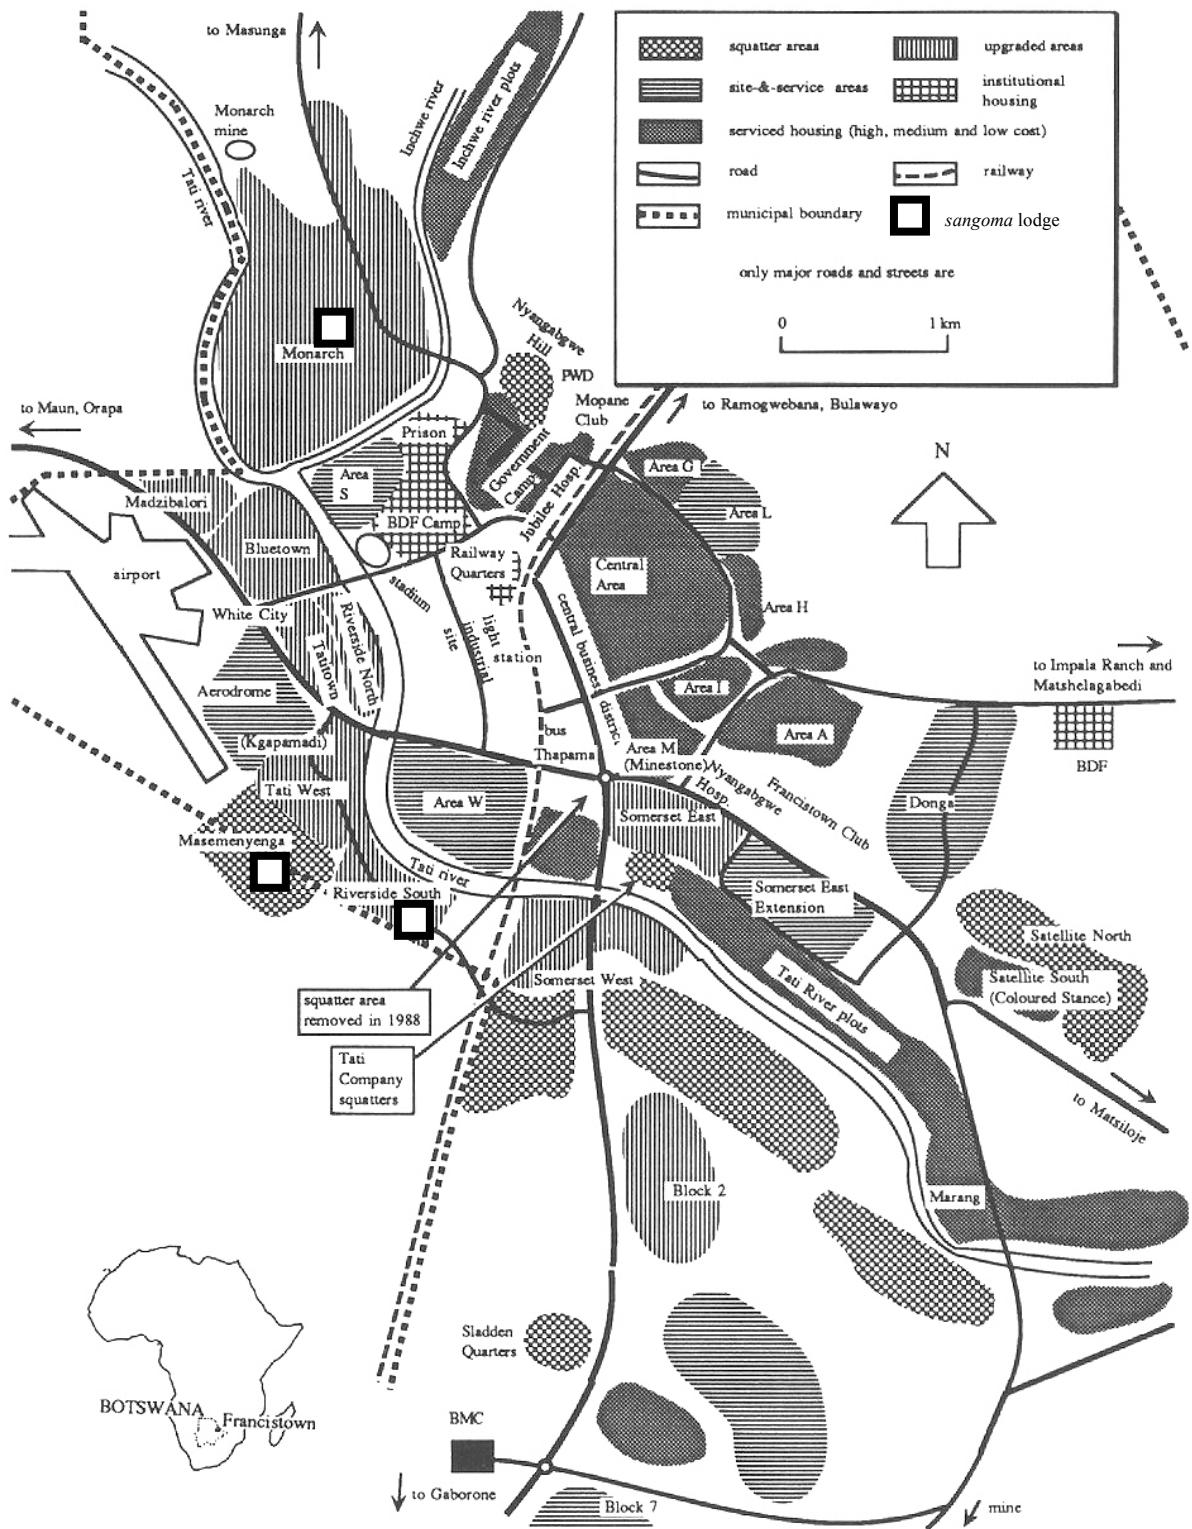 to Masunga
squatter areas
upgraded areas
site-&-service areas
institutional
housing
serviced housing (high, medium and low cost)
road
railway
municipal boundary
sangoma lodge
only major roads and streets are
0
1 km
Monarch
mine
Tati river
Inchwe river
Inchwe river plots
Monarch
Nyangabgwe
Hill
PWD
Mopane
Club
to Ramogwebana, Bulawayo
to Maun, Orapa
N
Prison
Government
Camp
Area
S
Jubilee Hosp.
Area G
Area L
Madzibalori
BDF Camp
Bluetown
Railway
Quarters
Central
Area
airport
stadium
White City
Area H
Riverside North
Tatitown
light
industrial
site
station
central busines
district
to Impala Ranch and
Matshelagabedi
Aerodrome
Area I
(Kgapamadi)
bus
Thapama
Area M
(Minestone)
Area A
Nyangabgwe
Hosp.
BDF
Tati West
Area W
Francistown Club
Donga
Somerset East
Masemenyenga
Tati river
Riverside South
Somerset East
Extension
Satellite North
Somerset West
Tati River plots
Satellite South
(Coloured Stance)
squatter area
removed in 1988
Tati
Company
squatters
to Matsiloje
Block 2
Marang
Sladden
Quarters
BOTSWANA
Francistown
BMC
to Gaborone
Block 7
mine